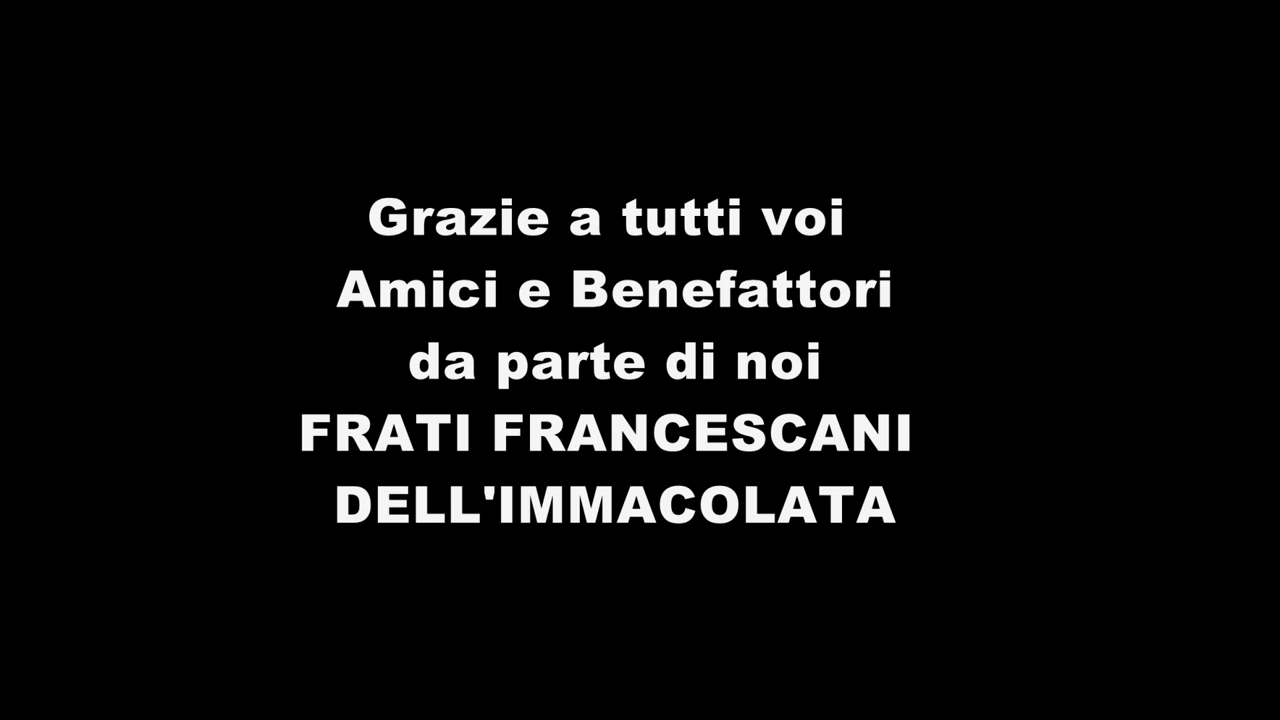 Grazie a tutti voi
Amici e Benefattori
da parte di noi
FRATI FRANCESCANI
DELL'IMMACOLATA